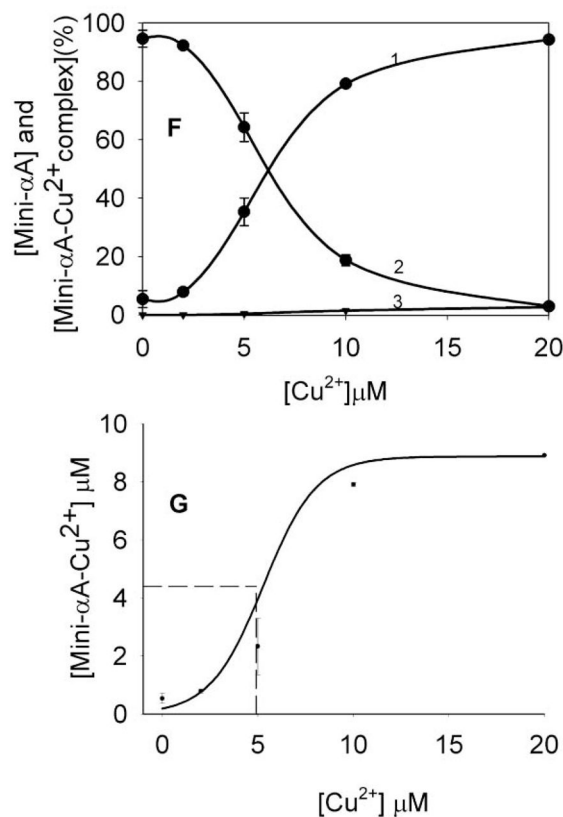 [Mini-αA] and
[Mini-αA-Cu²⁺complex](%)
100
80
60
40
20
0
F
1
2
3
0 5 10 15 20
[Cu²⁺]μM
[Mini-αA-Cu²⁺] μM
10
8
6
4
2
0
G
0 5 10 15 20
[Cu²⁺] μM